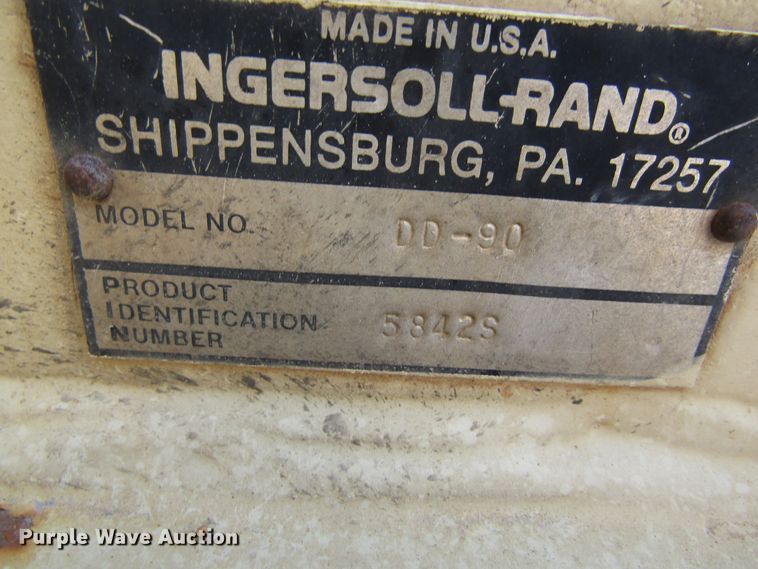 MADE IN U.S.A.
INGERSOLL-RAND®
SHIPPENSBURG, PA. 17257
MODEL NO. DD-90
PRODUCT
IDENTIFICATION 5842S
NUMBER
Purple Wave Auction®